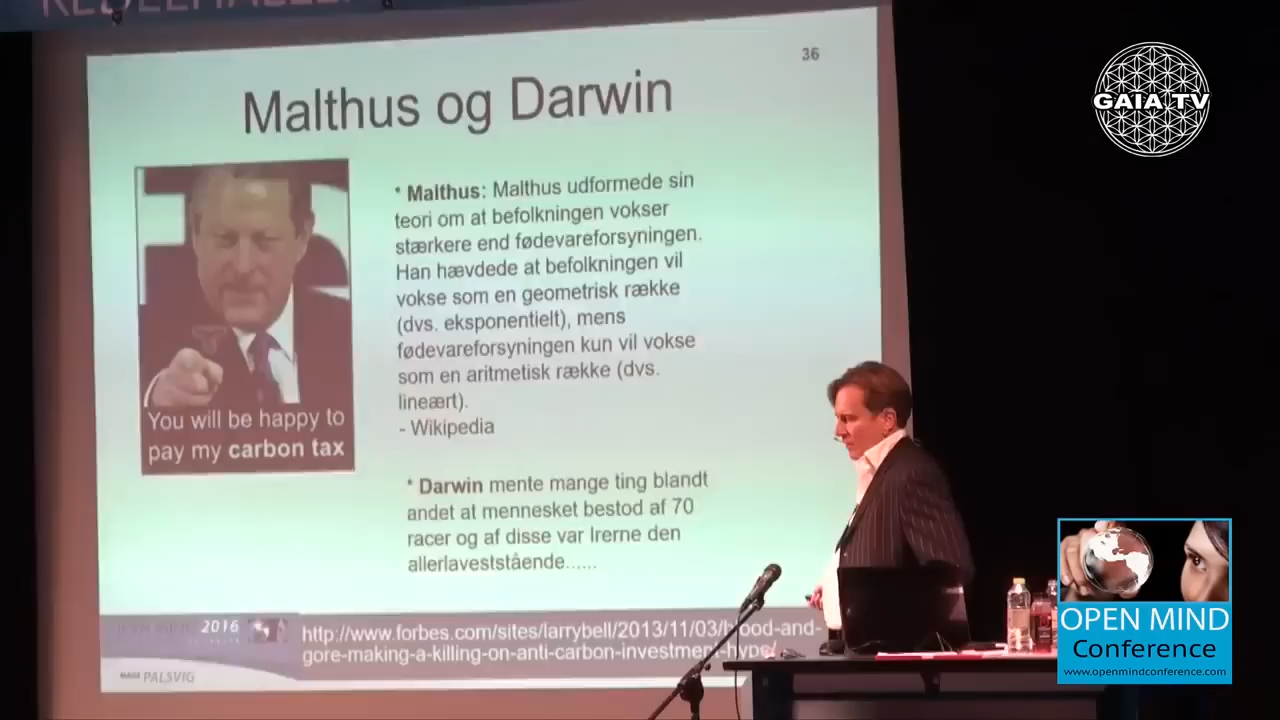 36
GAIA TV
Malthus og Darwin
* Malthus: Malthus udformede sin
teori om at befolkningen vokser
stærkere end fødevareforsyningen.
Han hævdede at befolkningen vil
vokse som en geometrisk række
(dvs. eksponentielt), mens
fødevareforsyningen kun vil vokse
som en aritmetisk række (dvs.
lineært).
- Wikipedia
You will be happy to
pay my carbon tax
* Darwin mente mange ting blandt
andet at mennesket bestod af 70
racer og af disse var Irerne den
allerlaveststående......
2016
http://www.forbes.com/sites/larrybell/2013/11/03/blood-and-
gore-making-a-killing-on-anti-carbon-investment-hype/
PALSVIG
OPEN MIND
Conference
www.openmindconference.com